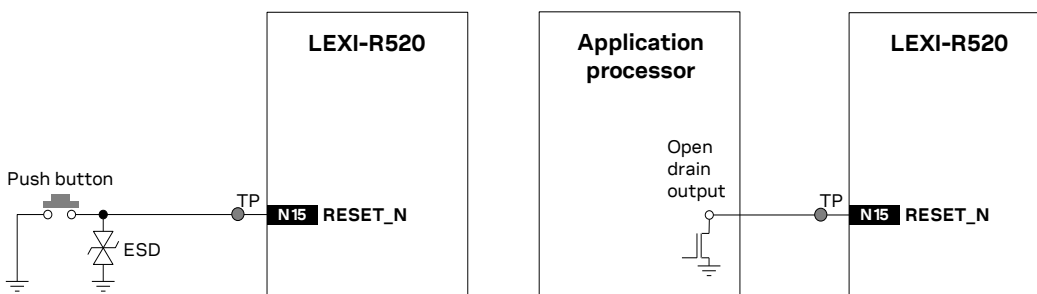 LEXI-R520
Application
processor
LEXI-R520
Open
drain
output
Push button
TP
N15 RESET_N
TP
N15 RESET_N
ESD